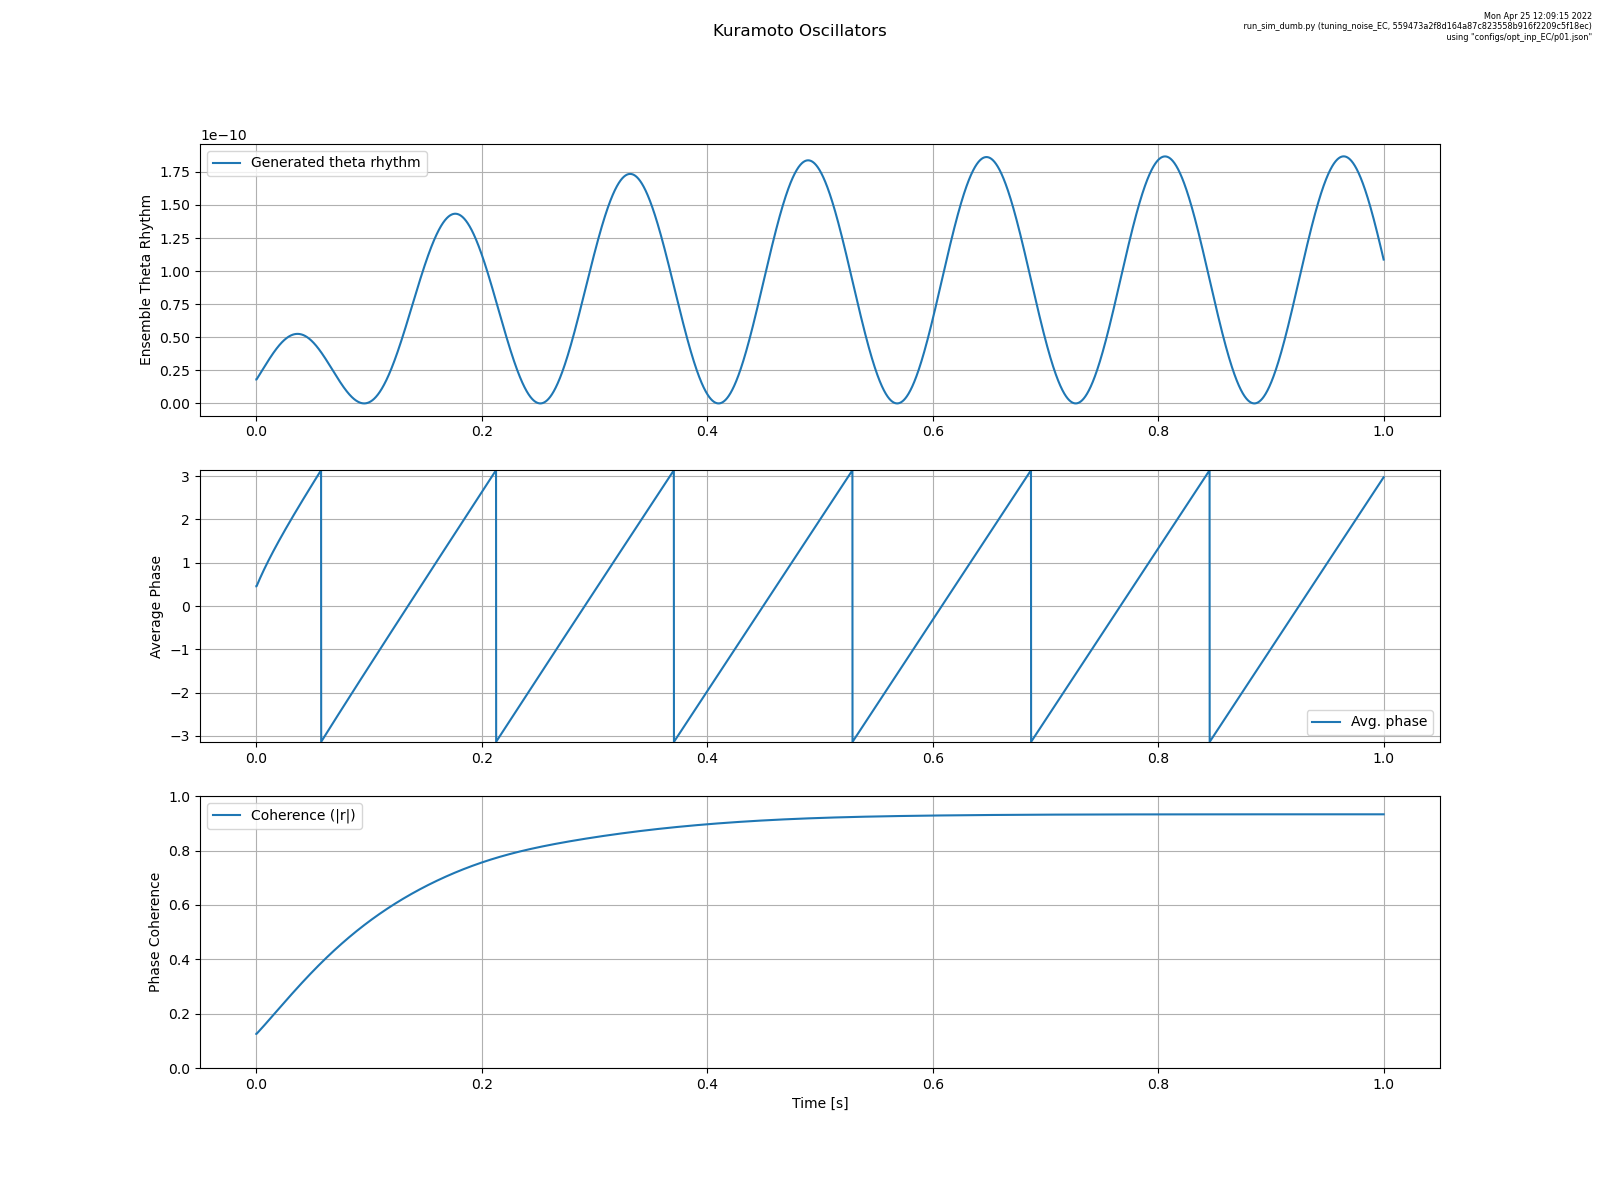 Mon Apr 25 12:09:15 2022
run_sim_dumb.py (tuning_noise_EC, 559473a2f8d164a87c823558b916f2209c5f18ec)
using "configs/opt_inp_EC/p01.json"
Kuramoto Oscillators
1e−10
Generated theta rhythm
Ensemble Theta Rhythm
1.75
1.50
1.25
1.00
0.75
0.50
0.25
0.00
0.0 0.2 0.4 0.6 0.8 1.0
Average Phase
3
2
1
0
−1
−2
−3
Avg. phase
0.0 0.2 0.4 0.6 0.8 1.0
Coherence (|r|)
Phase Coherence
1.0
0.8
0.6
0.4
0.2
0.0
0.0 0.2 0.4 0.6 0.8 1.0
Time [s]